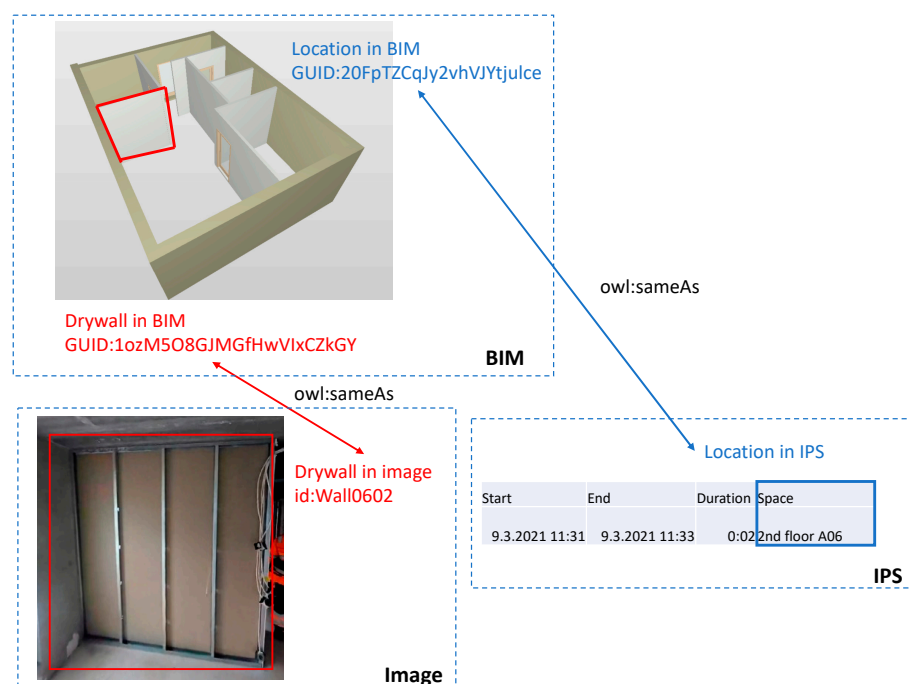 Location in BIM
GUID:20FpTZCqJy2vhVJYtjulce
Drywall in BIM
GUID:1ozM5O8GJMGfHwVIxCZkGY
BIM
owl:sameAs
owl:sameAs
Drywall in image
id:Wall0602
Image
Location in IPS
Start End Duration Space
9.3.2021 11:31 9.3.2021 11:33 0:02 2nd floor A06
IPS